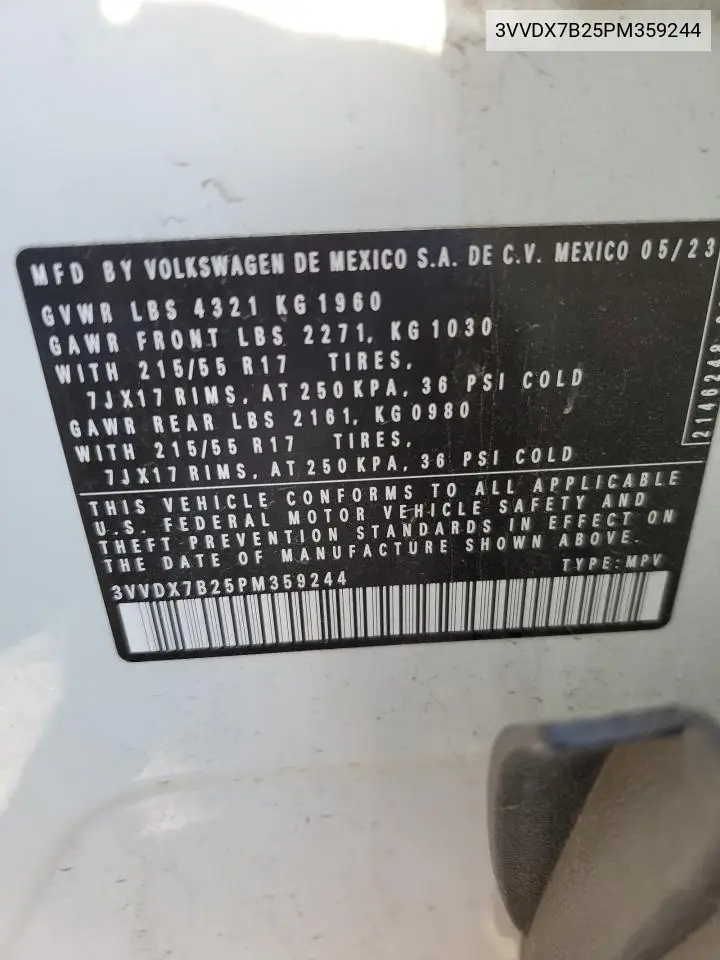 3VVDX7B25PM359244
MFD BY VOLKSWAGEN DE MEXICO S.A. DE C.V. MEXICO 05/23
GVWR LBS 4321 KG 1960
GAWR FRONT LBS 2271, KG 1030
WITH 215/55 R17 TIRES,
7JX17 RIMS, AT 250 KPA, 36 PSI COLD
GAWR REAR LBS 2161, KG 0980
WITH 215/55 R17 TIRES,
7JX17 RIMS, AT 250 KPA, 36 PSI COLD
THIS VEHICLE CONFORMS TO ALL APPLICABLE
U.S. FEDERAL MOTOR VEHICLE SAFETY AND
THEFT PREVENTION STANDARDS IN EFFECT ON
THE DATE OF MANUFACTURE SHOWN ABOVE.
3VVDX7B25PM359244 TYPE:MPV